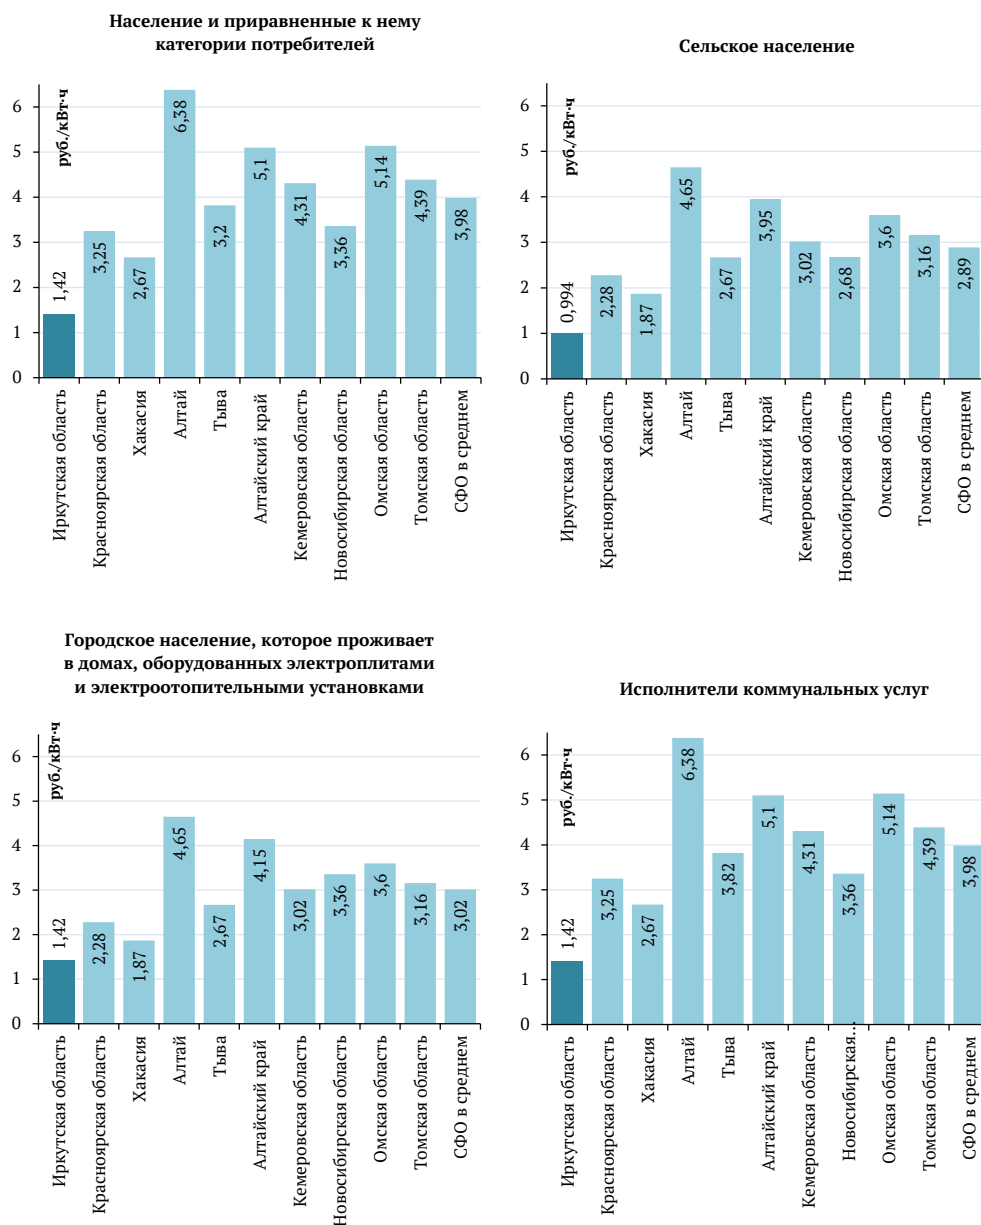 Население и приравненные к нему
категории потребителей
руб./кВт·ч
6
5
4
3
2
1
0
1,42
3,25
2,67
6,38
3,2
5,1
4,31
3,36
5,14
4,39
3,98
Иркутская область
Красноярская область
Хакасия
Алтай
Тыва
Алтайский край
Кемеровская область
Новосибирская область
Омская область
Томская область
СФО в среднем
Сельское население
руб./кВт·ч
6
5
4
3
2
1
0
0,994
2,28
1,87
4,65
2,67
3,95
3,02
2,68
3,6
3,16
2,89
Иркутская область
Красноярская область
Хакасия
Алтай
Тыва
Алтайский край
Кемеровская область
Новосибирская область
Омская область
Томская область
СФО в среднем
Городское население, которое проживает
в домах, оборудованных электроплитами
и электроотопительными установками
руб./кВт·ч
6
5
4
3
2
1
0
1,42
2,28
1,87
4,65
2,67
4,15
3,02
3,36
3,6
3,16
3,02
Иркутская область
Красноярская область
Хакасия
Алтай
Тыва
Алтайский край
Кемеровская область
Новосибирская область
Омская область
Томская область
СФО в среднем
Исполнители коммунальных услуг
руб./кВт·ч
6
5
4
3
2
1
0
1,42
3,25
2,67
6,38
3,82
5,1
4,31
3,36
5,14
4,39
3,98
Иркутская область
Красноярская область
Хакасия
Алтай
Тыва
Алтайский край
Кемеровская область
Новосибирская...
Омская область
Томская область
СФО в среднем